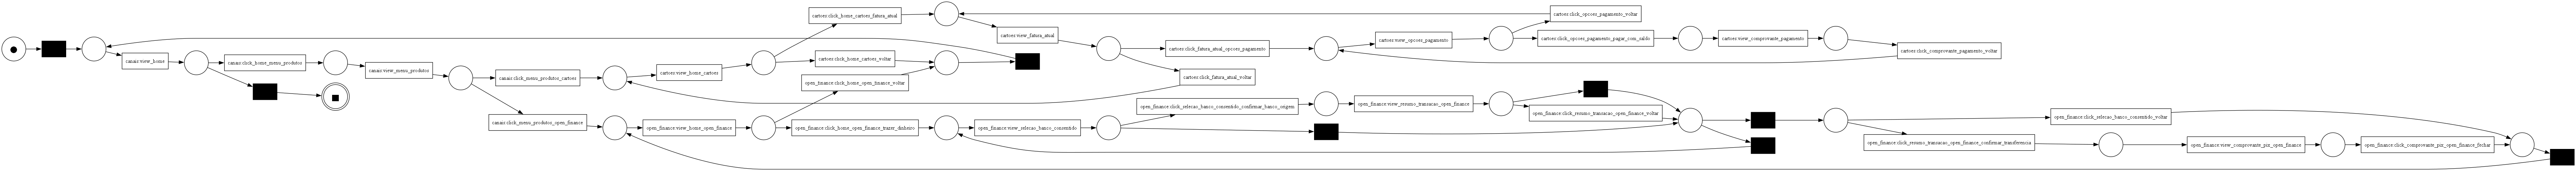 cartoes:click_home_cartoes_fatura_atual
cartoes:click_opcoes_pagamento_voltar
cartoes:view_fatura_atual
cartoes:view_opcoes_pagamento
cartoes:click_opcoes_pagamento_pagar_com_saldo
cartoes:view_comprovante_pagamento
cartoes:click_fatura_atual_opcoes_pagamento
cartoes:click_comprovante_pagamento_voltar
canais:view_home
canais:click_home_menu_produtos
cartoes:click_home_cartoes_voltar
canais:view_menu_produtos
cartoes:view_home_cartoes
canais:click_menu_produtos_cartoes
cartoes:click_fatura_atual_voltar
open_finance:click_home_open_finance_voltar
open_finance:click_selecao_banco_consentido_confirmar_banco_origem
open_finance:view_resumo_transacao_open_finance
open_finance:click_resumo_transacao_open_finance_voltar
open_finance:click_selecao_banco_consentido_voltar
canais:click_menu_produtos_open_finance
open_finance:view_home_open_finance
open_finance:click_home_open_finance_trazer_dinheiro
open_finance:view_selecao_banco_consentido
open_finance:click_resumo_transacao_open_finance_confirmar_transferencia
open_finance:view_comprovante_pix_open_finance
open_finance:click_comprovante_pix_open_finance_fechar